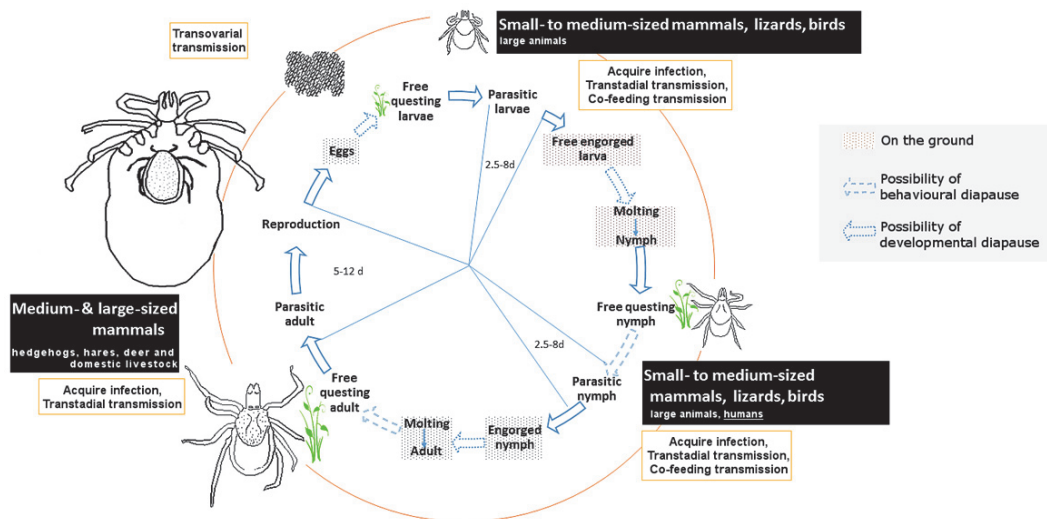 Transovarial
transmission
Small- to medium-sized mammals, lizards, birds
large animals
Acquire infection,
Transtadial transmission,
Co-feeding transmission
Free
questing
larvae
Parasitic
larvae
Eggs
2.5-8d
Free engorged
larva
On the ground
Possibility of
behavioural diapause
Possibility of
developmental diapause
Molting
Nymph
Reproduction
5-12 d
Parasitic
adult
Free questing
nymph
Medium- & large-sized
mammals
hedgehogs, hares, deer and
domestic livestock
Acquire infection,
Transtadial transmission
2.5-8d
Parasitic
nymph
Small- to medium-sized
mammals, lizards, birds
large animals, humans
Acquire infection,
Transtadial transmission,
Co-feeding transmission
Free
questing
adult
Molting
Adult
Engorged
nymph